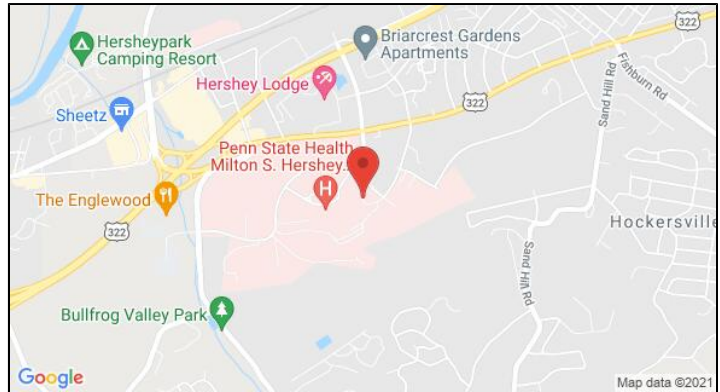 322
Hersheypark
Camping Resort
Briarcrest Gardens
Apartments
Hershey Lodge
Sheetz
322
Fishburn Rd
Sand Hill Rd
322
Penn State Health
Milton S. Hershey...
H
The Englewood
322
Hockersville
Sand Hill Rd
Bullfrog Valley Park
Google
Map data ©2021